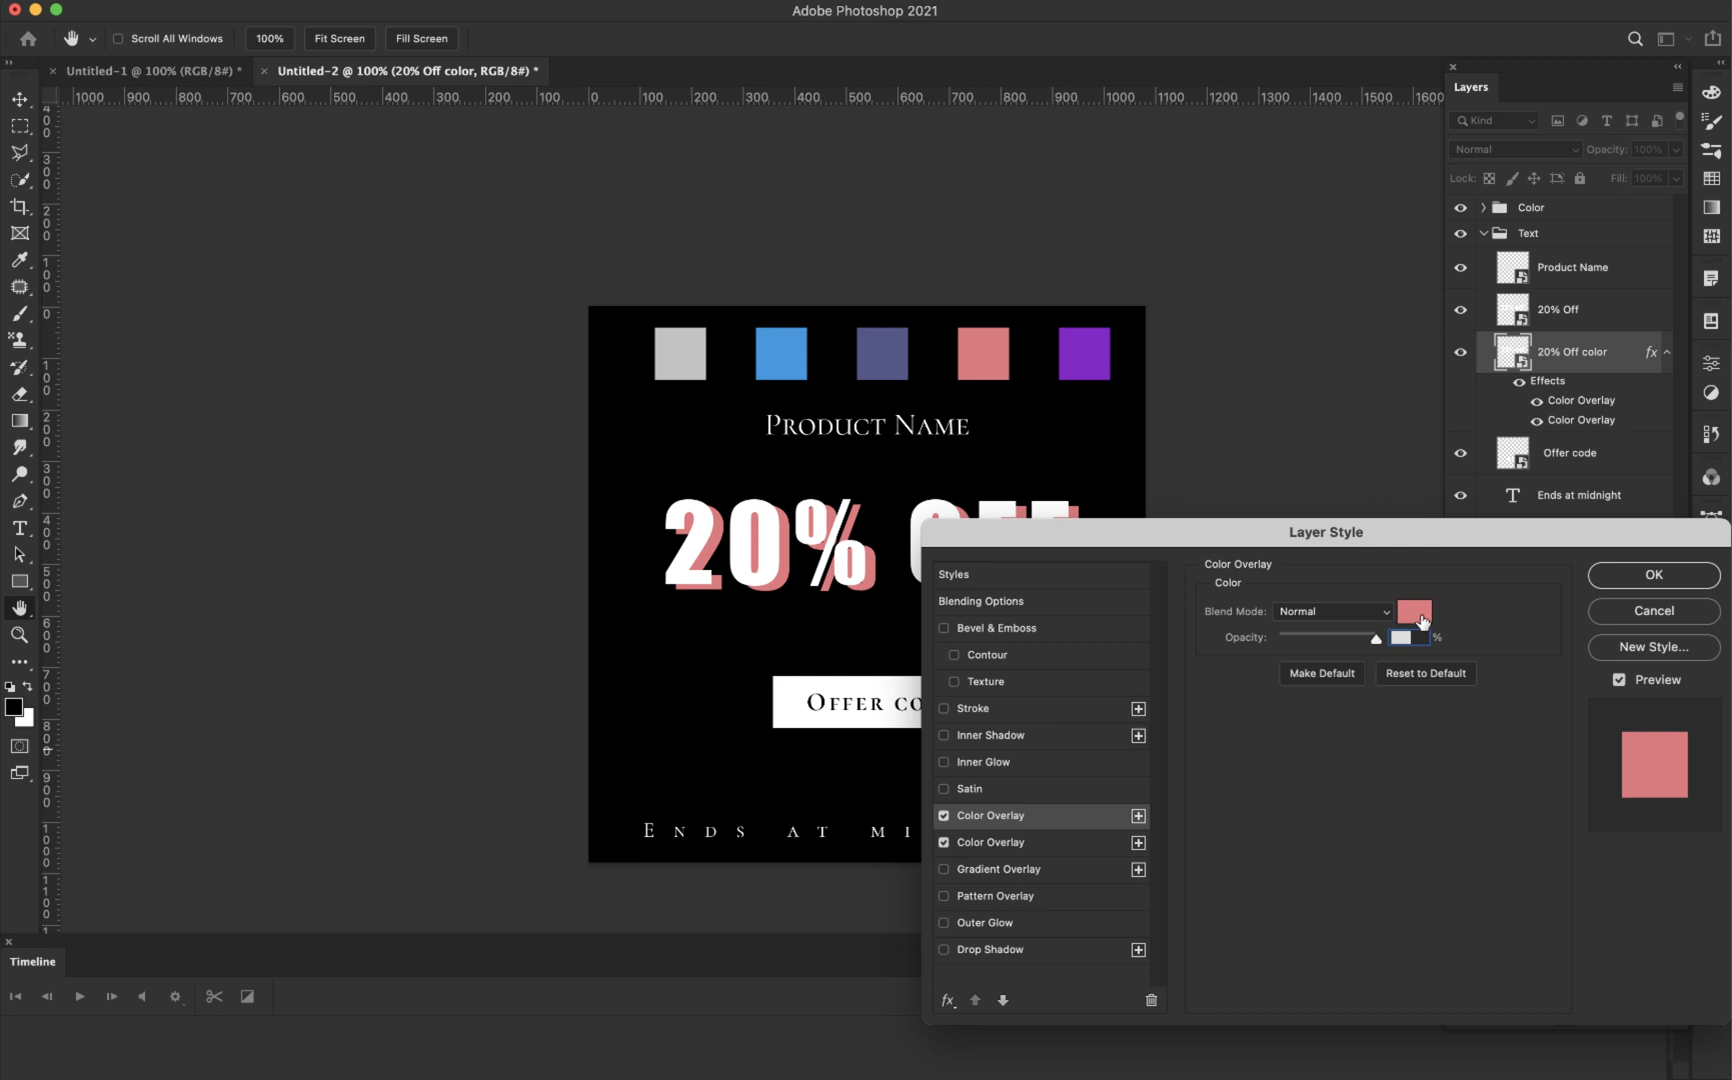 Adobe Photoshop 2021
Scroll All Windows
100%
Fit Screen
Fill Screen
Untitled-1 @ 100% (RGB/8#) *
Untitled-2 @ 100% (20% Off color, RGB/8#) *
1000 900 800 700 600 500 400 300 200 100 0 100 200 300 400 500 600 700 800 900 1000 1100 1200 1300 1400 1500 1600
Layers
Kind
Normal
Opacity: 100%
Lock:
Fill: 100%
Color
Text
Product Name
20% Off
20% Off color
fx
Effects
Color Overlay
Color Overlay
Offer code
Ends at midnight
Product Name
20% OFF
Offer co
Ends at mi
Layer Style
Styles
Blending Options
Bevel & Emboss
Contour
Texture
Stroke
Inner Shadow
Inner Glow
Satin
Color Overlay
Color Overlay
Gradient Overlay
Pattern Overlay
Outer Glow
Drop Shadow
fx
Color Overlay
Color
Blend Mode: Normal
Opacity: %
Make Default
Reset to Default
OK
Cancel
New Style...
Preview
Timeline